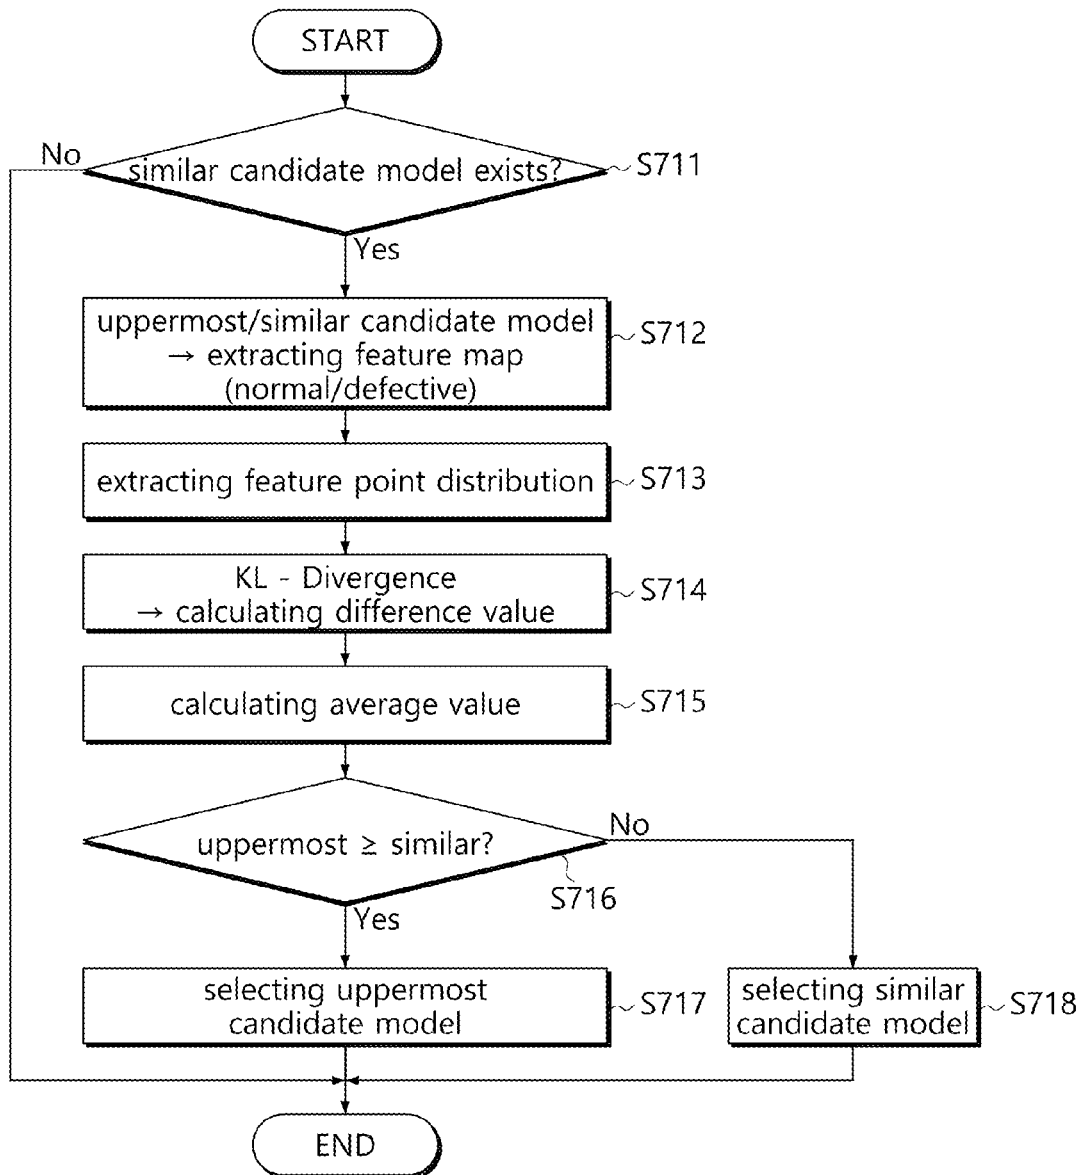 START
No
similar candidate model exists?
S711
Yes
uppermost/similar candidate model
→ extracting feature map
(normal/defective)
S712
extracting feature point distribution
S713
KL - Divergence
→ calculating difference value
S714
calculating average value
S715
uppermost ≥ similar?
No
S716
Yes
selecting uppermost
candidate model
S717
selecting similar
candidate model
S718
END